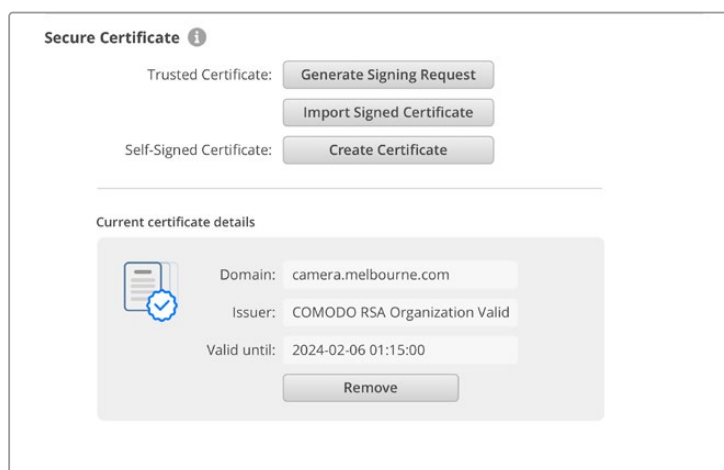 Secure Certificate
Trusted Certificate: Generate Signing Request
Import Signed Certificate
Self-Signed Certificate: Create Certificate
Current certificate details
Domain: camera.melbourne.com
Issuer: COMODO RSA Organization Valid
Valid until: 2024-02-06 01:15:00
Remove